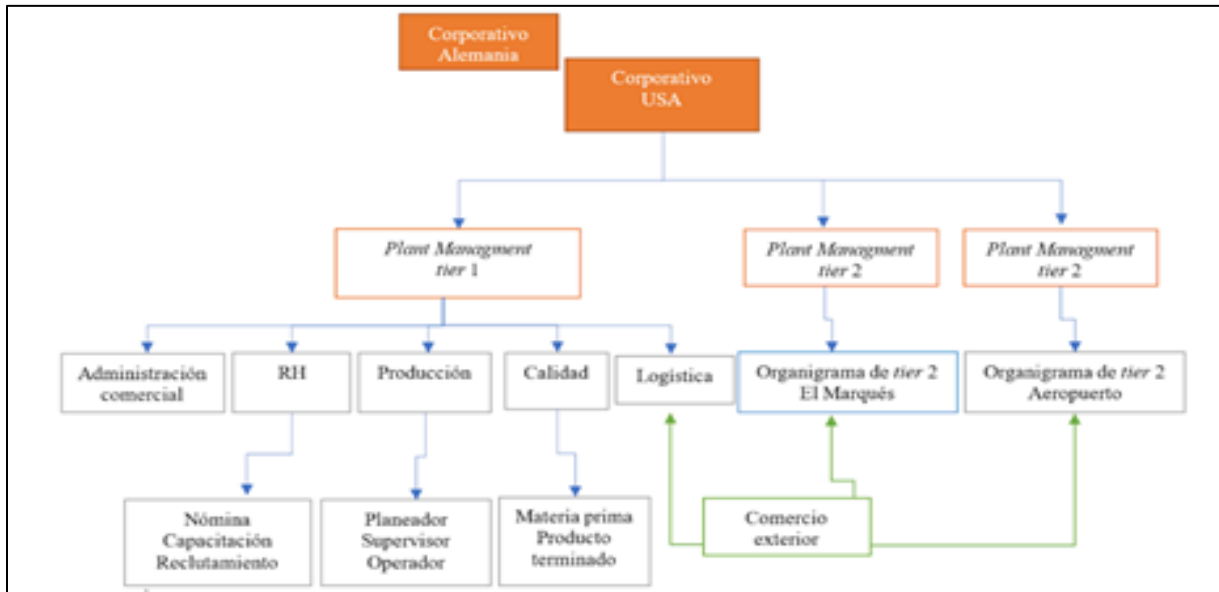 Corporativo
Alemania
Corporativo
USA
Plant Managment
tier 1
Plant Managment
tier 2
Plant Managment
tier 2
Administración
comercial
RH
Producción
Calidad
Logística
Organigrama de tier 2
El Marqués
Organigrama de tier 2
Aeropuerto
Nómina
Capacitación
Reclutamiento
Planeador
Supervisor
Operador
Materia prima
Producto
terminado
Comercio
exterior